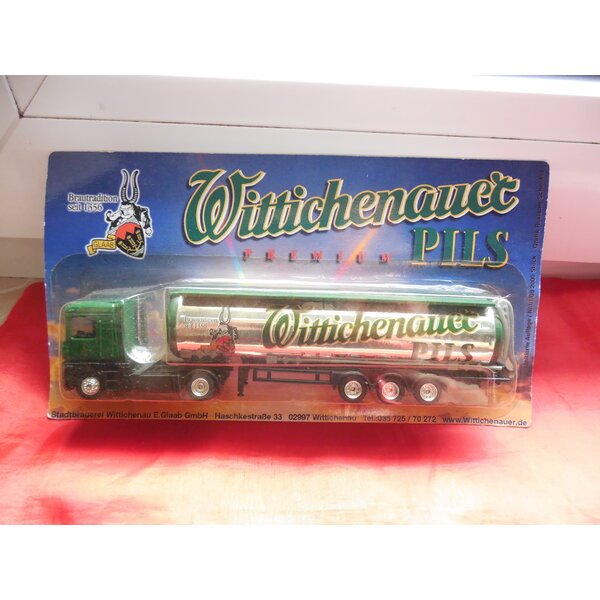 Brautradition
seit 1356
GLAAB
Wittichenauer
PREMIUM PILS
Wittichenauer
PILS
Stadtbrauerei Wittichenau E.Glaab GmbH Haschkestraße 33 02997 Wittichenau Tel.:035 725 / 70 272 www.Wittichenauer.de